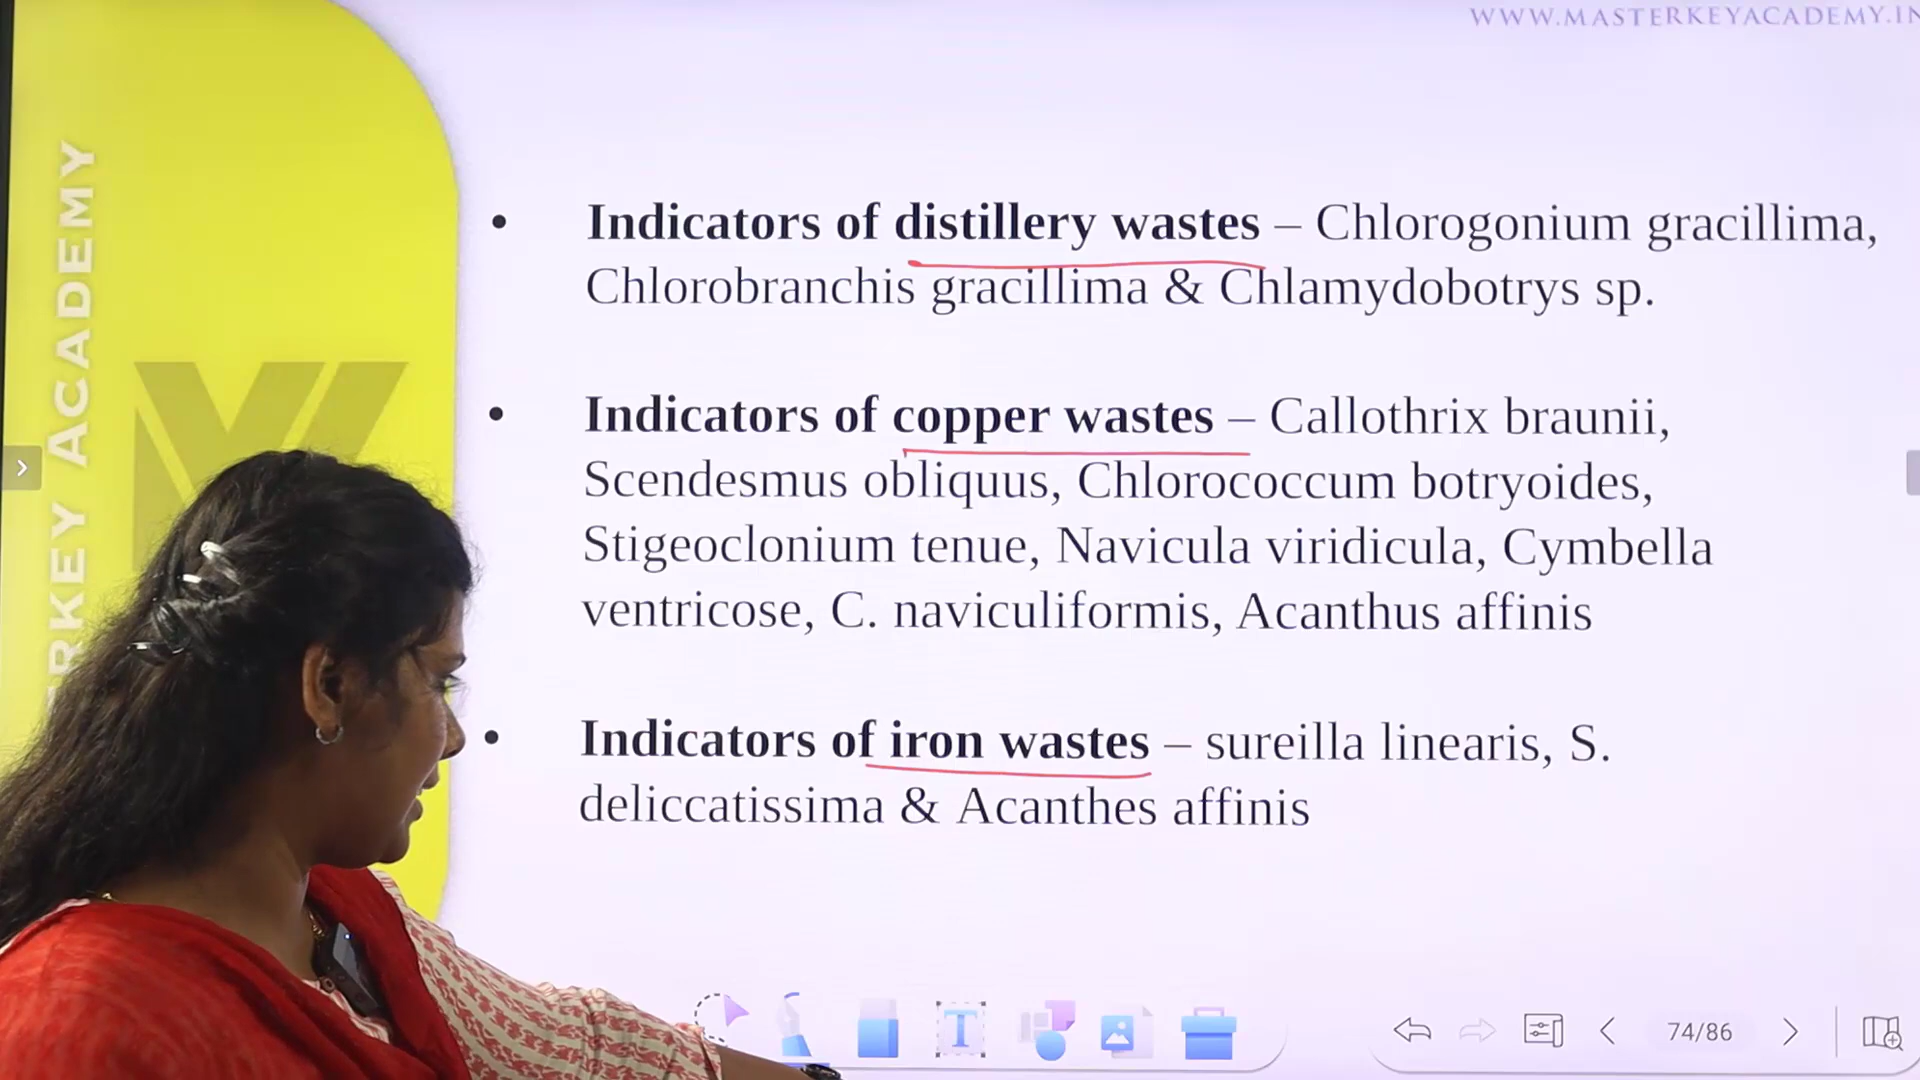 WWW.MASTERKEYACADEMY.IN
ERKEY ACADEMY
• Indicators of distillery wastes – Chlorogonium gracillima,
Chlorobranchis gracillima & Chlamydobotrys sp.
• Indicators of copper wastes – Callothrix braunii,
Scendesmus obliquus, Chlorococcum botryoides,
Stigeoclonium tenue, Navicula viridicula, Cymbella
ventricose, C. naviculiformis, Acanthus affinis
• Indicators of iron wastes – sureilla linearis, S.
deliccatissima & Acanthes affinis
T
74/86